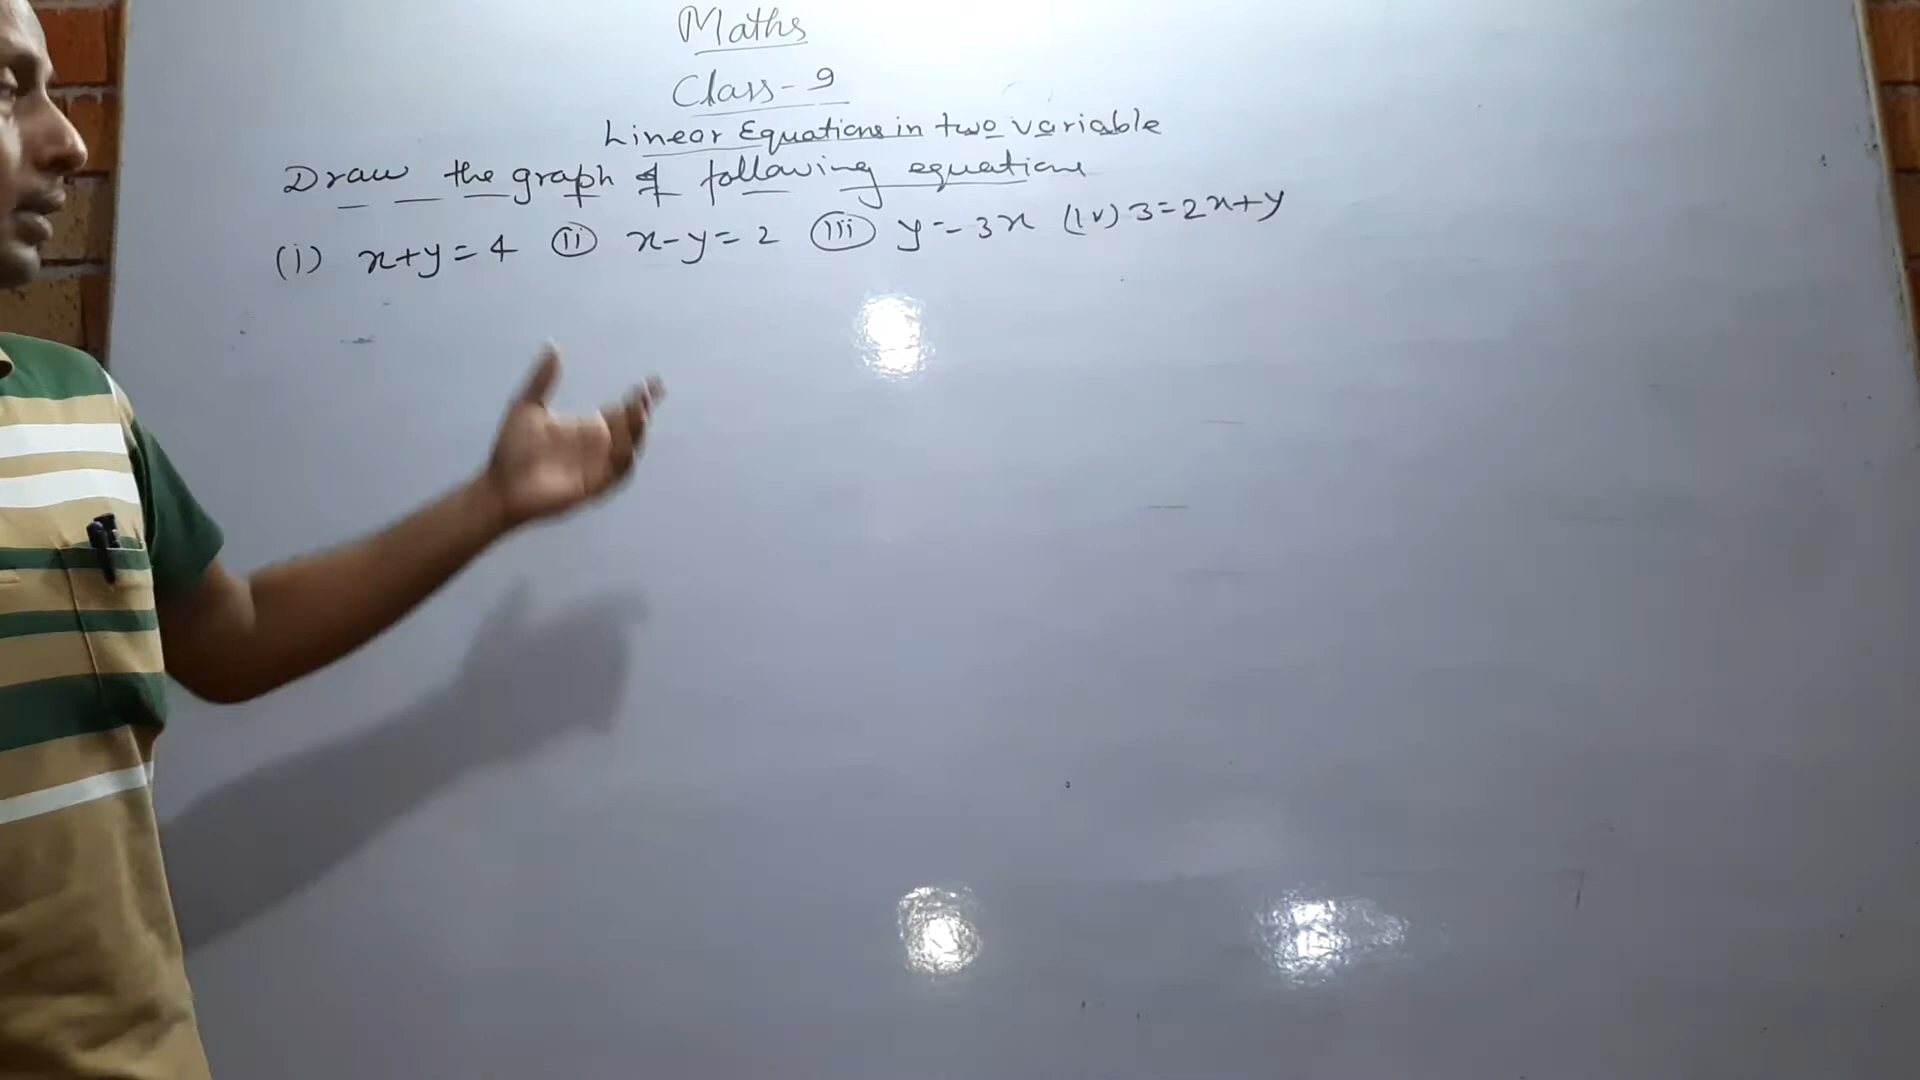 Maths
Class-9
Linear Equations in two variable
Draw the graph of following equations
(i) x+y=4 (ii) x-y=2 (iii) y=-3x (iv) 3=2x+y